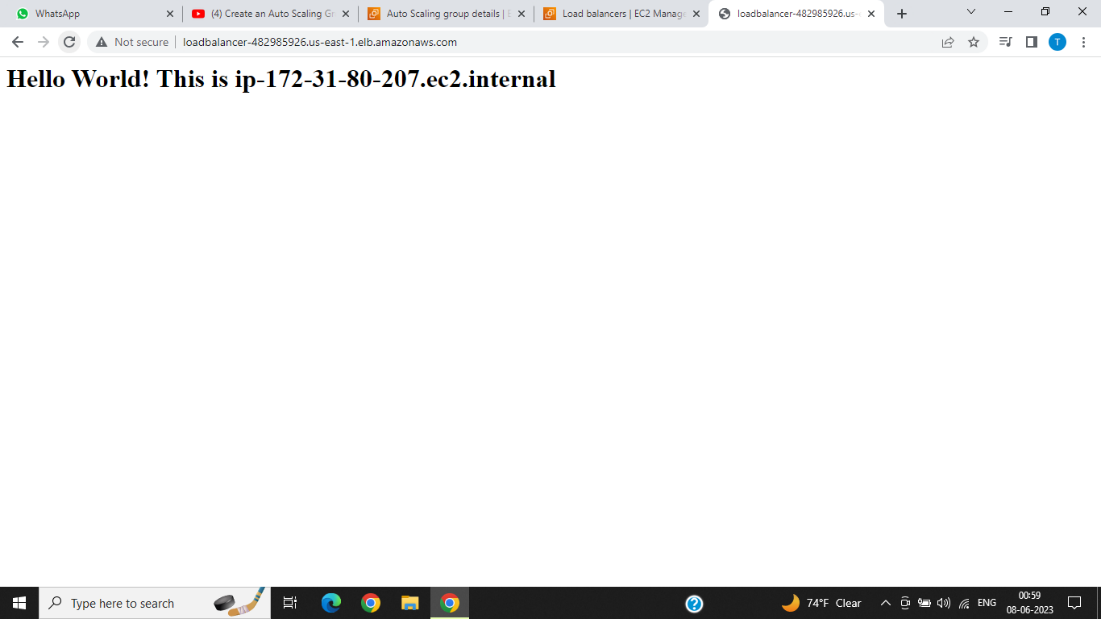 WhatsApp
(4) Create an Auto Scaling Gr
Auto Scaling group details | E
Load balancers | EC2 Manage
loadbalancer-482985926.us-
Not secure
loadbalancer-482985926.us-east-1.elb.amazonaws.com
T
Hello World! This is ip-172-31-80-207.ec2.internal
Type here to search
74°F Clear
ENG
00:59
08-06-2023